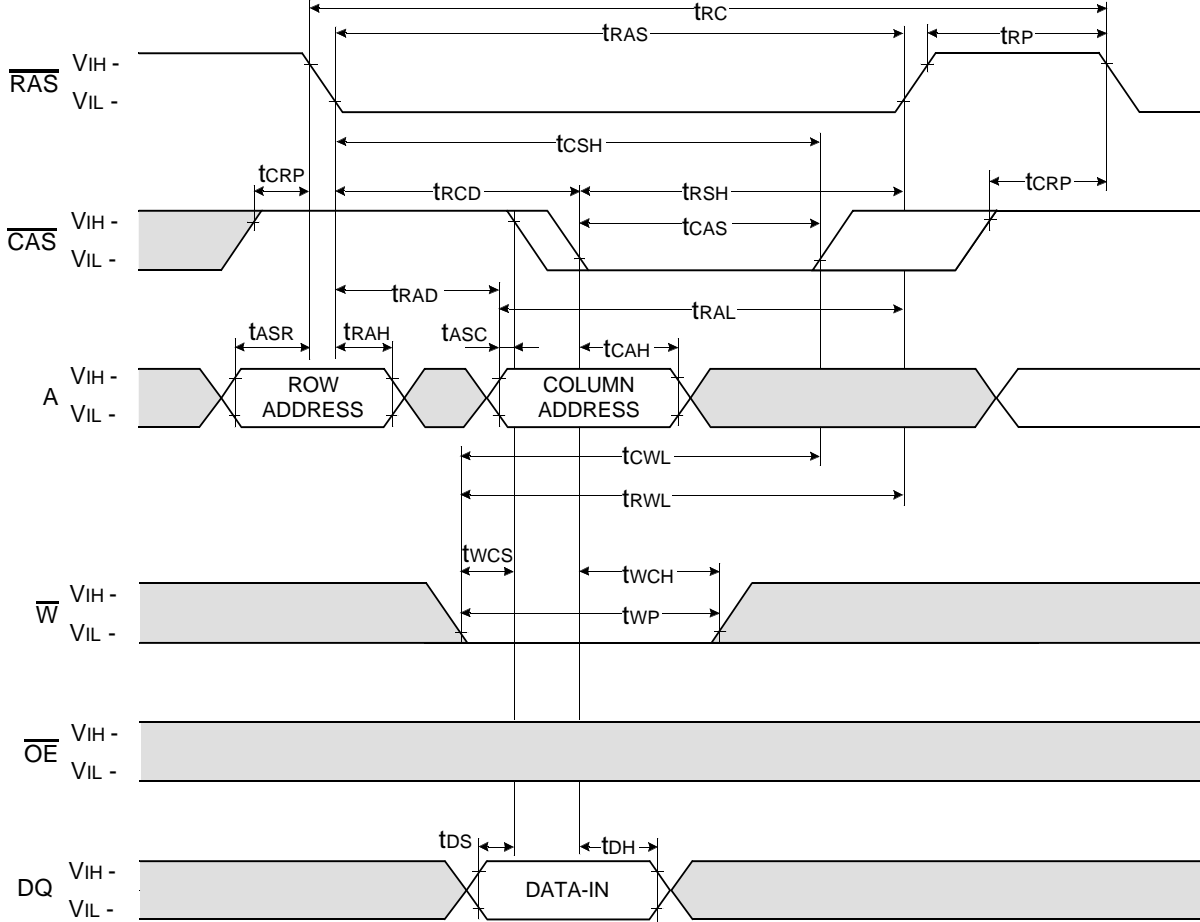 tRC
tRAS
tRP
RAS
VIH -
VIL -
tCSH
tCRP
tRCD
tRSH
tCRP
CAS
VIH -
VIL -
tCAS
tRAD
tRAL
tASR
tRAH
tASC
tCAH
A
VIH -
VIL -
ROW
ADDRESS
COLUMN
ADDRESS
tCWL
tRWL
tWCS
tWCH
W
VIH -
VIL -
tWP
OE
VIH -
VIL -
tDS
tDH
DQ
VIH -
VIL -
DATA-IN